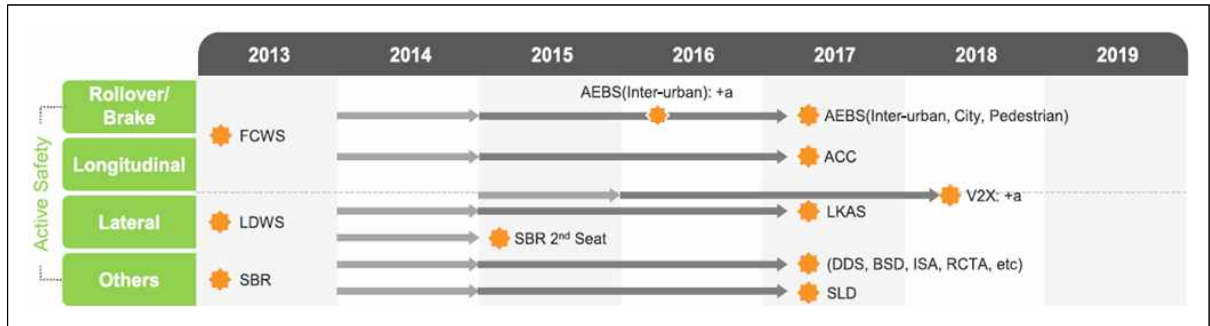 2013 2014 2015 2016 2017 2018 2019
Active Safety
Rollover/
Brake
AEBS(Inter-urban): +a
AEBS(Inter-urban, City, Pedestrian)
FCWS
Longitudinal
ACC
V2X: +a
Lateral
LDWS
LKAS
SBR 2nd Seat
Others
SBR
(DDS, BSD, ISA, RCTA, etc)
SLD